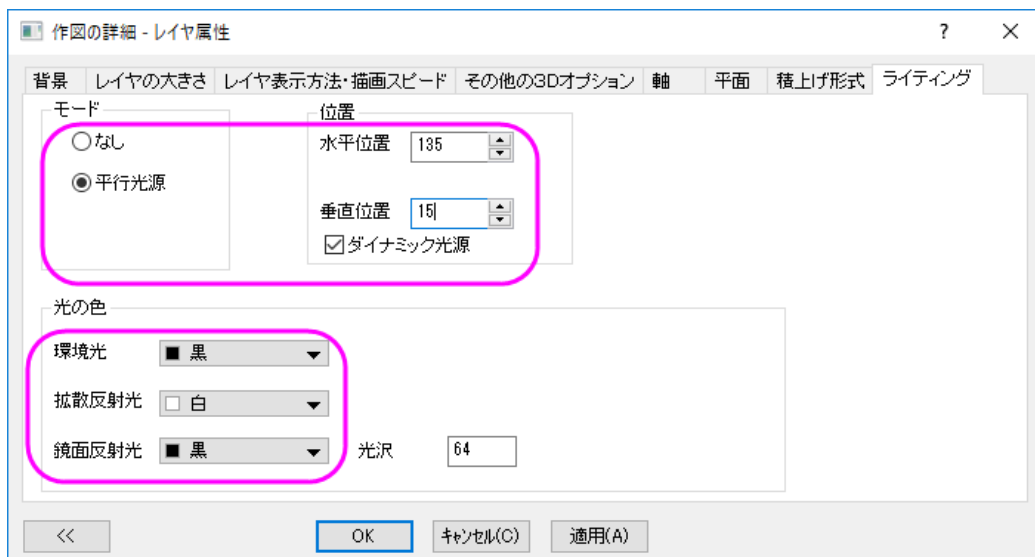 作図の詳細 - レイヤ属性 ?
背景 レイヤの大きさ レイヤ表示方法・描画スピード その他の3Dオプション 軸 平面 積上げ形式 ライティング
モード 位置
なし 水平位置 135
平行光源
垂直位置 15
ダイナミック光源
光の色
環境光 黒
拡散反射光 白
鏡面反射光 黒 光沢 64
<< OK キャンセル(C) 適用(A)